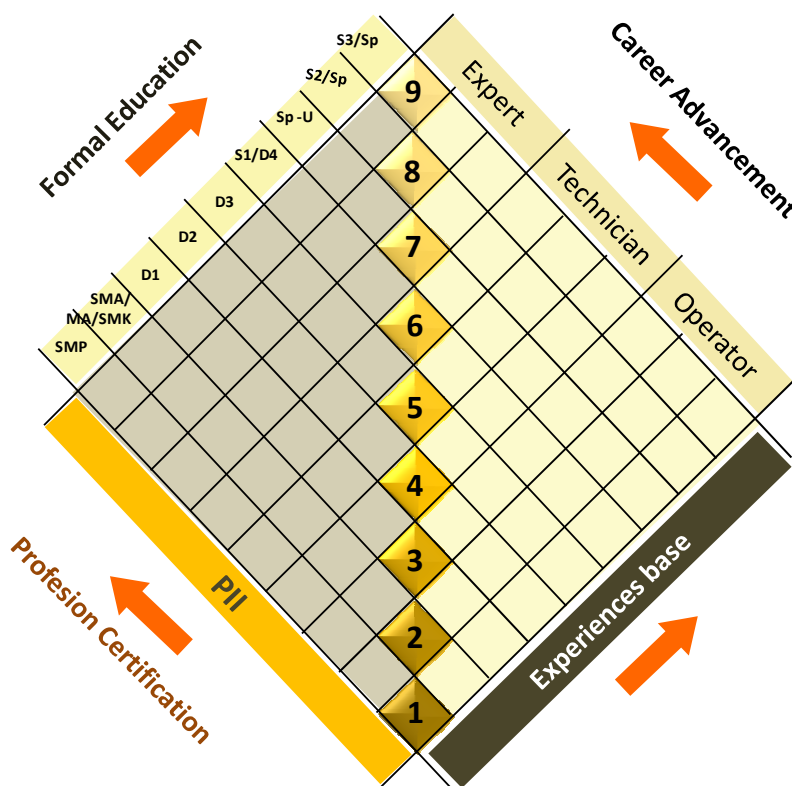 Formal Education
S3/Sp
S2/Sp
Sp -U
S1/D4
D3
D2
D1
SMA/
MA/SMK
SMP
Career Advancement
Expert
Technician
Operator
9
8
7
6
5
4
3
2
1
PII
Profesion Certification
Experiences base